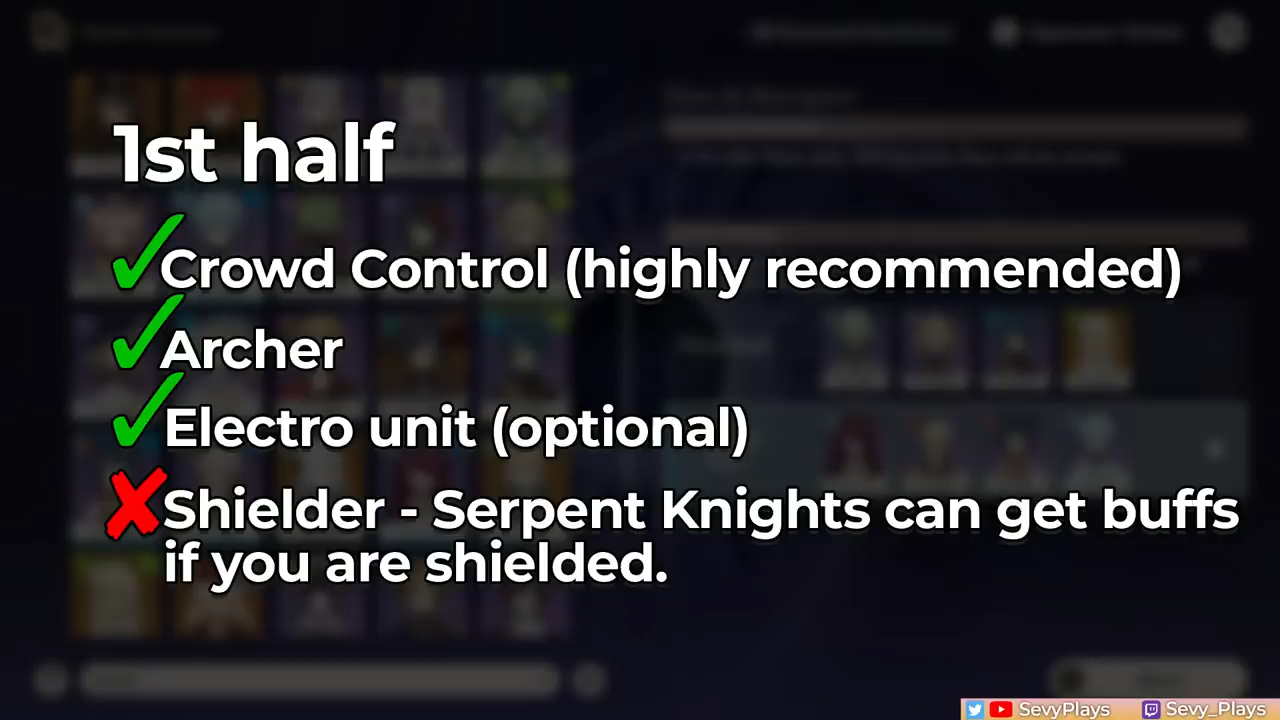 1st half
Crowd Control (highly recommended)
Archer
Electro unit (optional)
Shielder - Serpent Knights can get buffs
if you are shielded.
SevyPlays Sevy_Plays